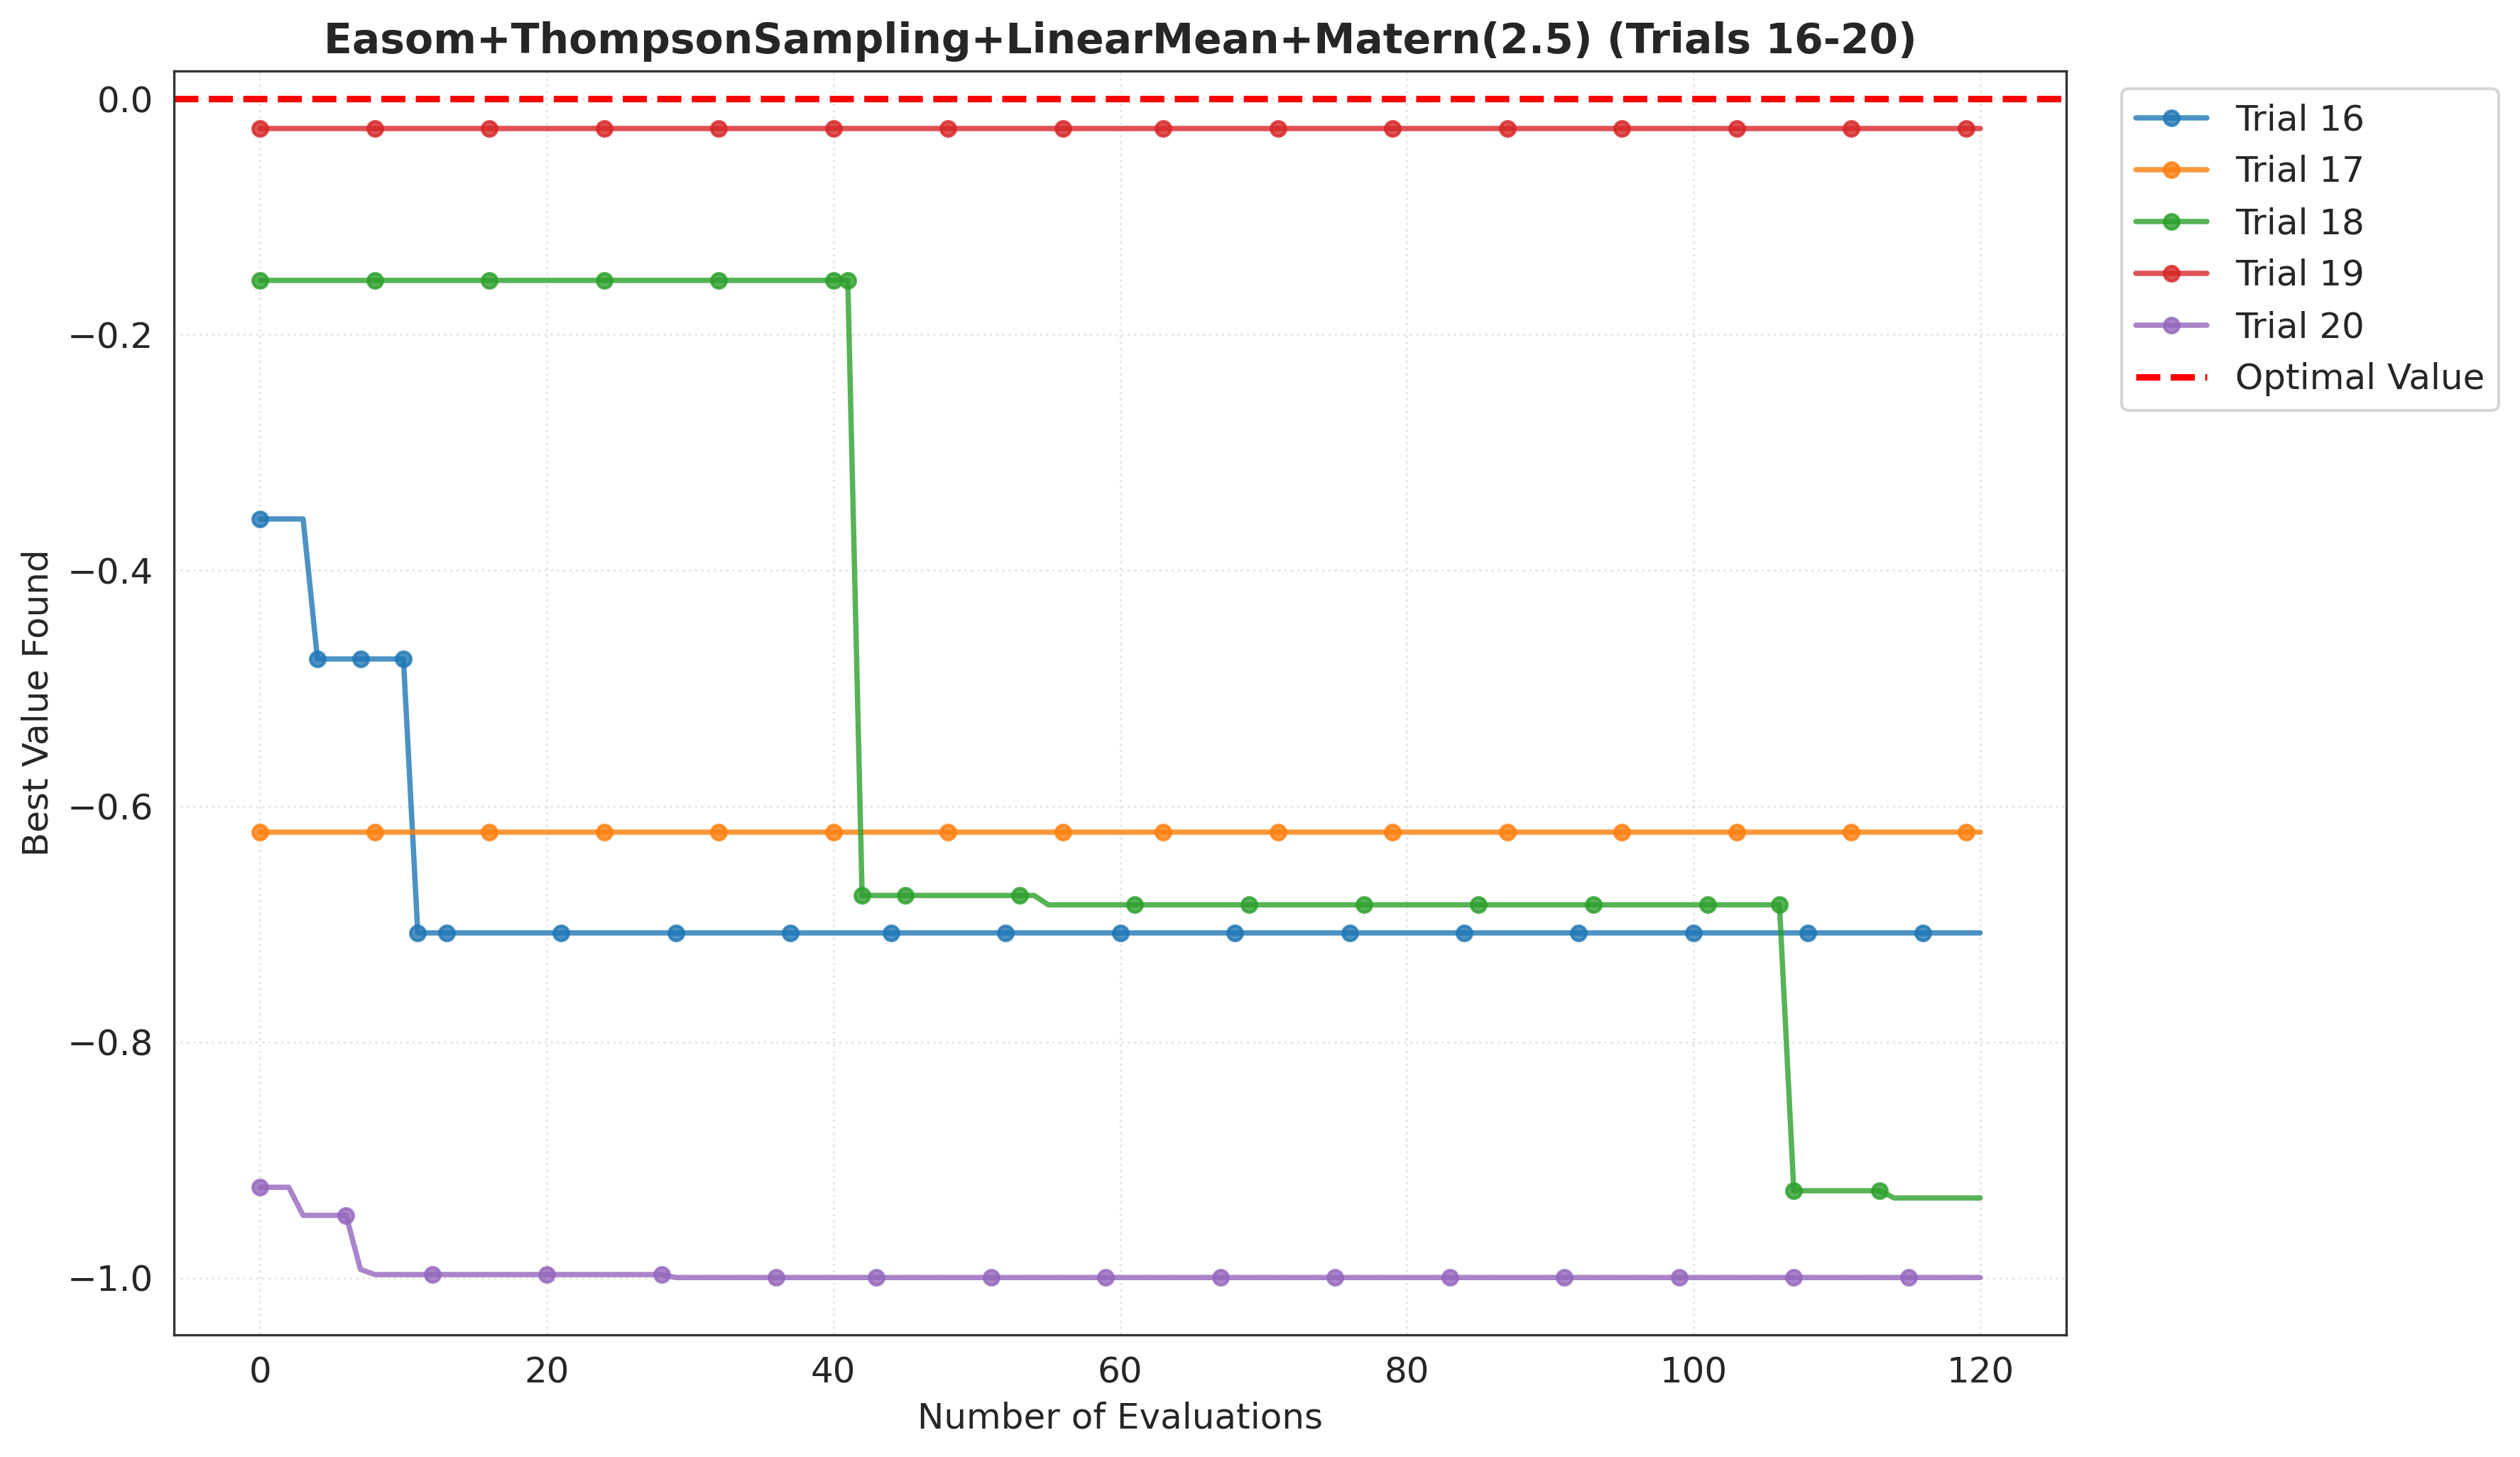 Easom+ThompsonSampling+LinearMean+Matern(2.5) (Trials 16-20)
Best Value Found
0.0
−0.2
−0.4
−0.6
−0.8
−1.0
0 20 40 60 80 100 120
Number of Evaluations
Trial 16
Trial 17
Trial 18
Trial 19
Trial 20
Optimal Value